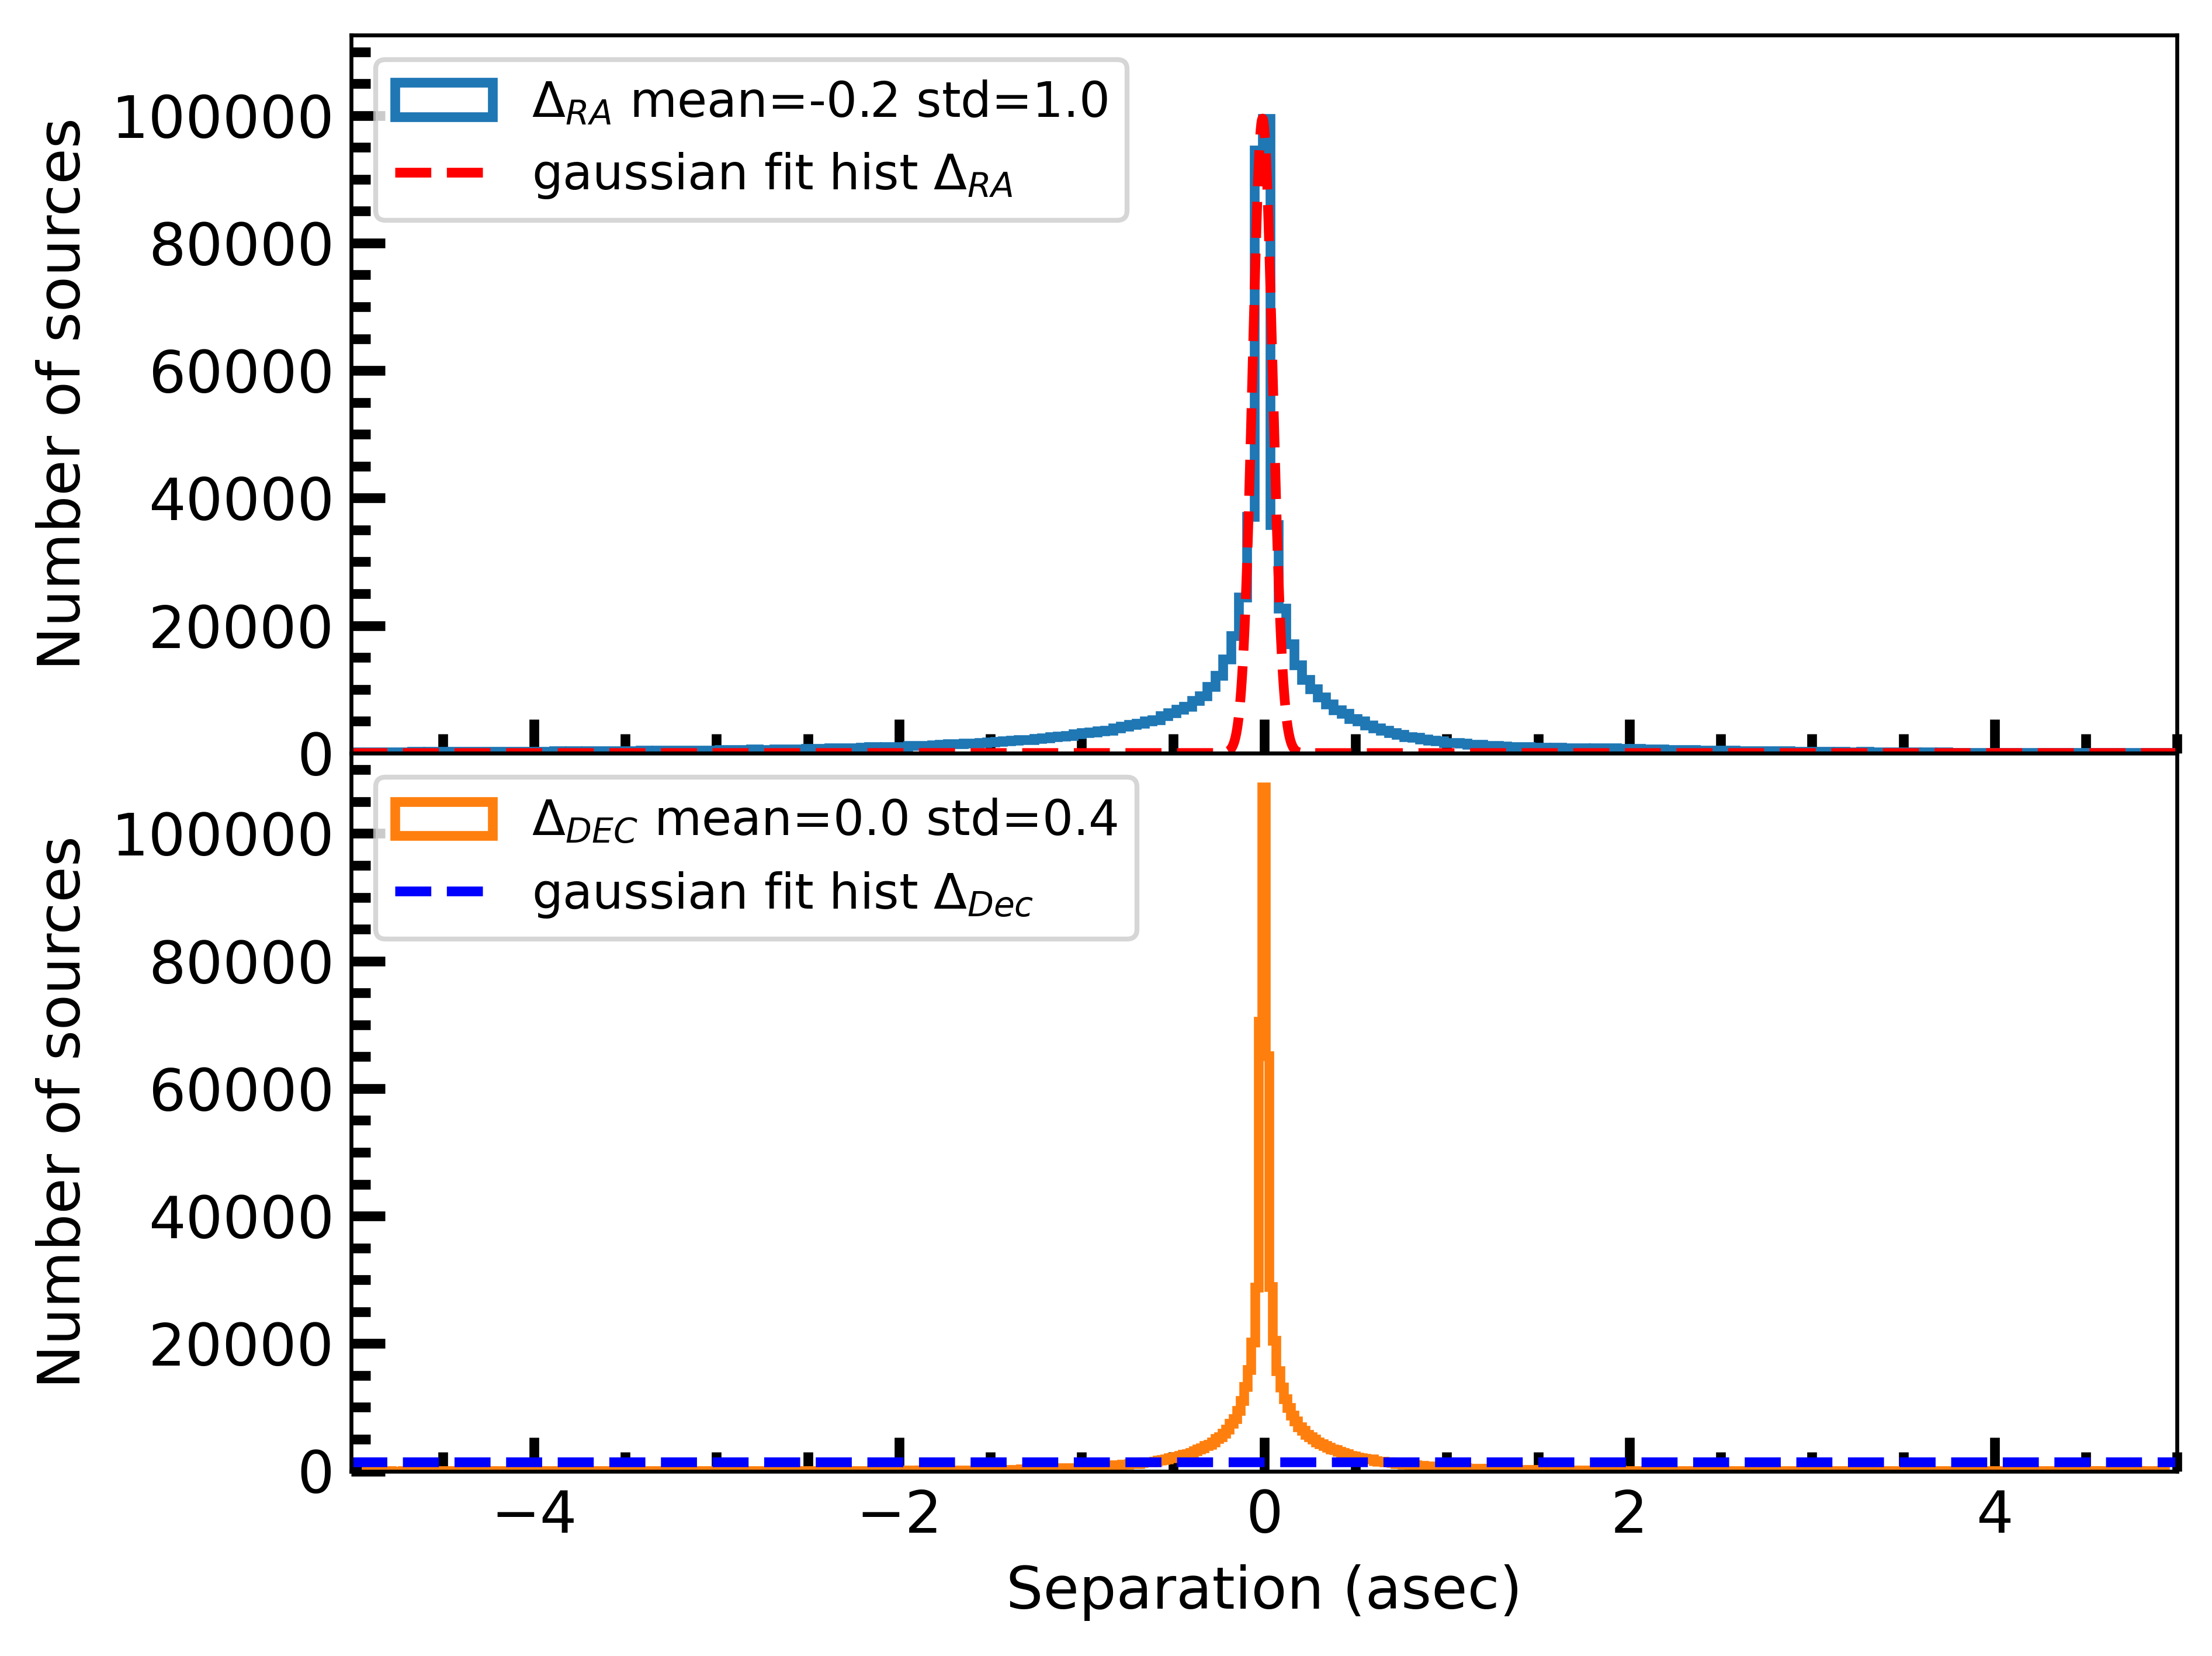 Δ_RA mean=-0.2 std=1.0
gaussian fit hist Δ_RA
100000
80000
60000
40000
20000
0
Number of sources
Δ_DEC mean=0.0 std=0.4
gaussian fit hist Δ_Dec
100000
80000
60000
40000
20000
0
Number of sources
−4 −2 0 2 4
Separation (asec)